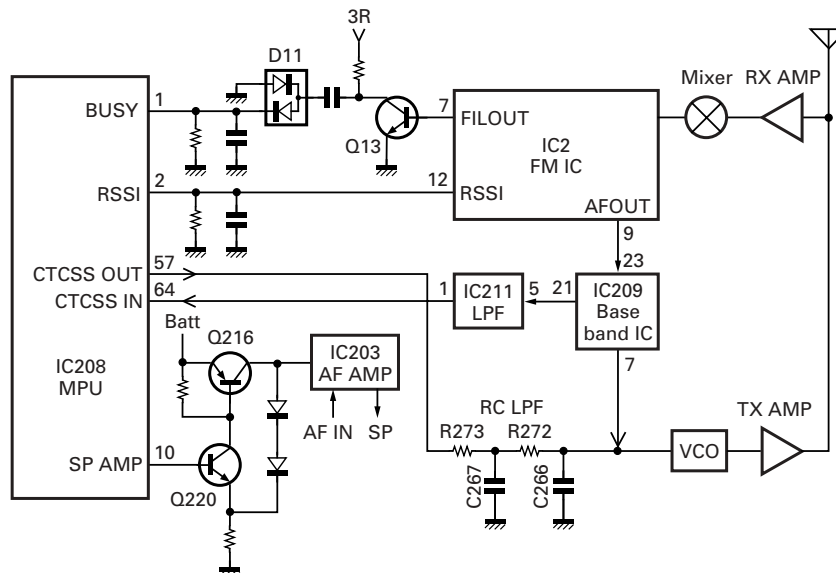 3R
D11
Mixer
RX AMP
BUSY
1
7
FILOUT
IC2
FM IC
Q13
RSSI
2
12
RSSI
AFOUT
9
23
CTCSS OUT
57
CTCSS IN
64
1
IC211
LPF
5
21
IC209
Base
band IC
7
Batt
Q216
IC203
AF AMP
IC208
MPU
AF IN
SP
RC LPF
TX AMP
R273
R272
VCO
SP AMP
10
Q220
C267
C266